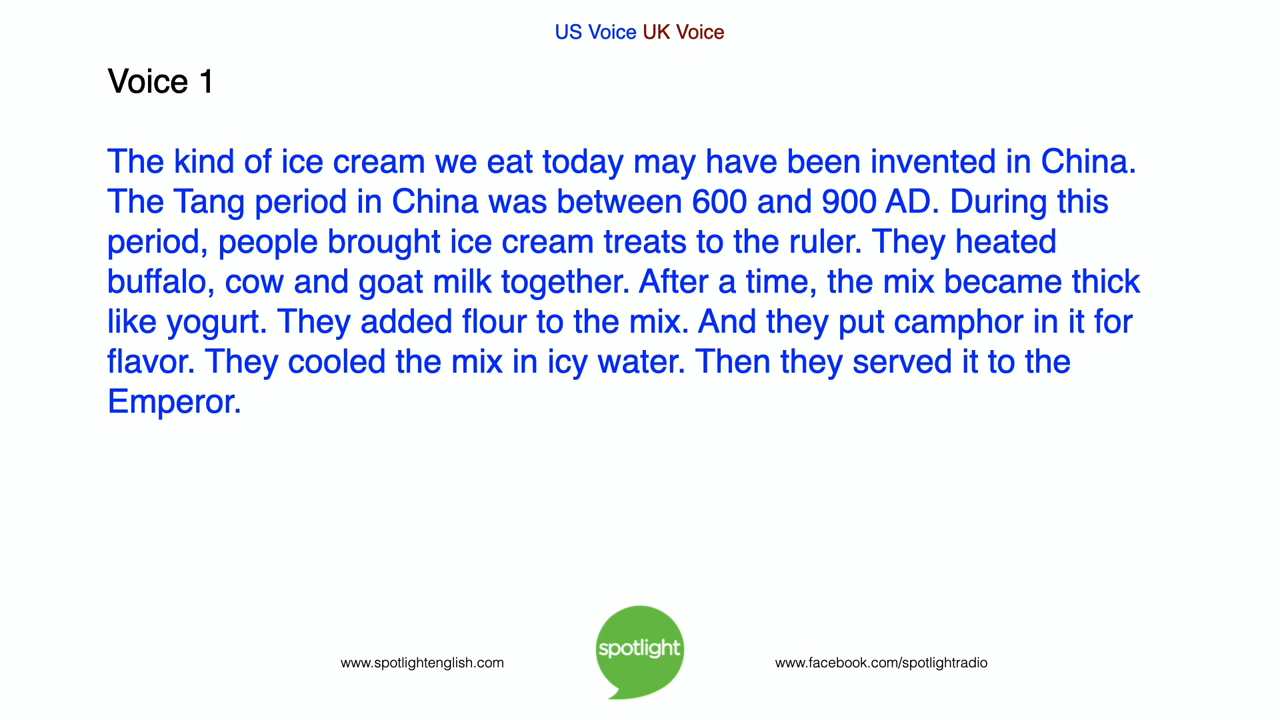 US Voice UK Voice
Voice 1
The kind of ice cream we eat today may have been invented in China.
The Tang period in China was between 600 and 900 AD. During this
period, people brought ice cream treats to the ruler. They heated
buffalo, cow and goat milk together. After a time, the mix became thick
like yogurt. They added flour to the mix. And they put camphor in it for
flavor. They cooled the mix in icy water. Then they served it to the
Emperor.
spotlight
www.spotlightenglish.com
www.facebook.com/spotlightradio